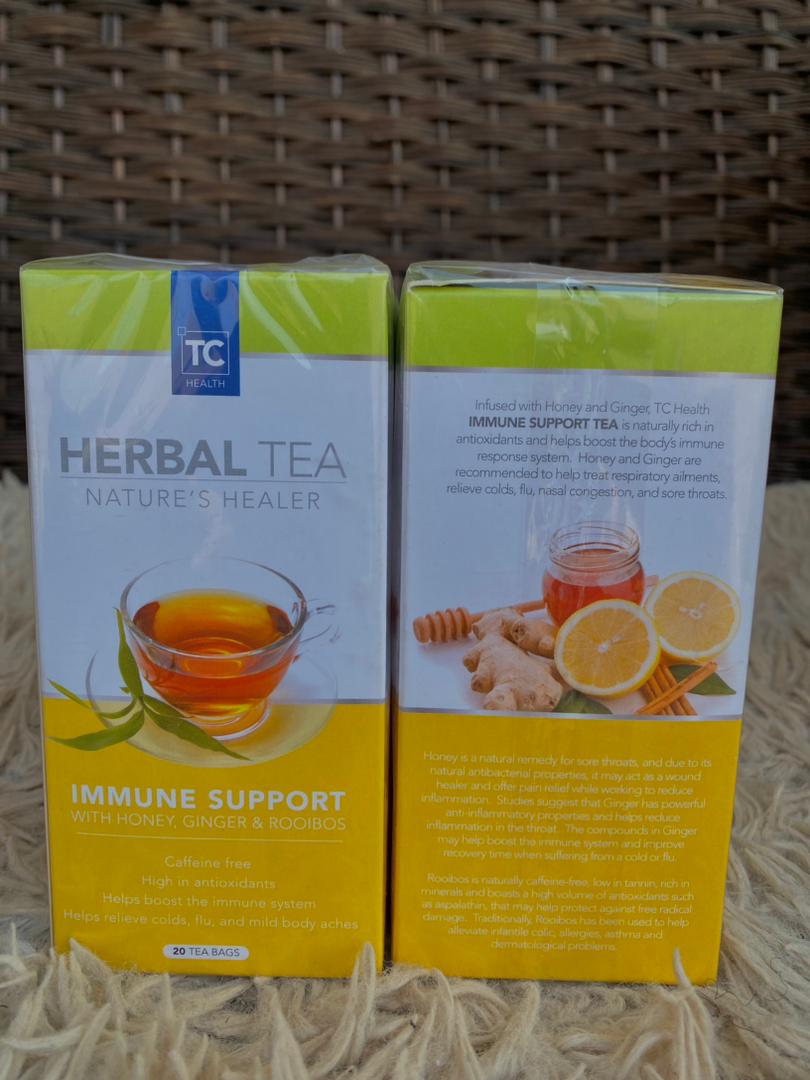 TC
HEALTH
HERBAL TEA
NATURE'S HEALER
IMMUNE SUPPORT
WITH HONEY, GINGER & ROOIBOS
Caffeine free
High in antioxidants
Helps boost the immune system
Helps relieve colds, flu, and mild body aches
20 TEA BAGS
Infused with Honey and Ginger, TC Health
IMMUNE SUPPORT TEA is naturally rich in
antioxidants and helps boost the body's immune
response system. Honey and Ginger are
recommended to help treat respiratory ailments,
relieve colds, flu, nasal congestion, and sore throats.
Honey is a natural remedy for sore throats, and due to its
natural antibacterial properties, it may act as a wound
healer and offer pain relief while working to reduce
inflammation. Studies suggest that Ginger has powerful
anti-inflammatory properties and helps reduce
inflammation in the throat. The compounds in Ginger
may help boost the immune system and improve
recovery time when suffering from a cold or flu.
Rooibos is naturally caffeine-free, low in tannin, rich in
minerals and boasts a high volume of antioxidants such
as aspalathin, that may help protect against free radical
damage. Traditionally, Rooibos has been used to help
alleviate infantile colic, allergies, asthma and
dermatological problems.